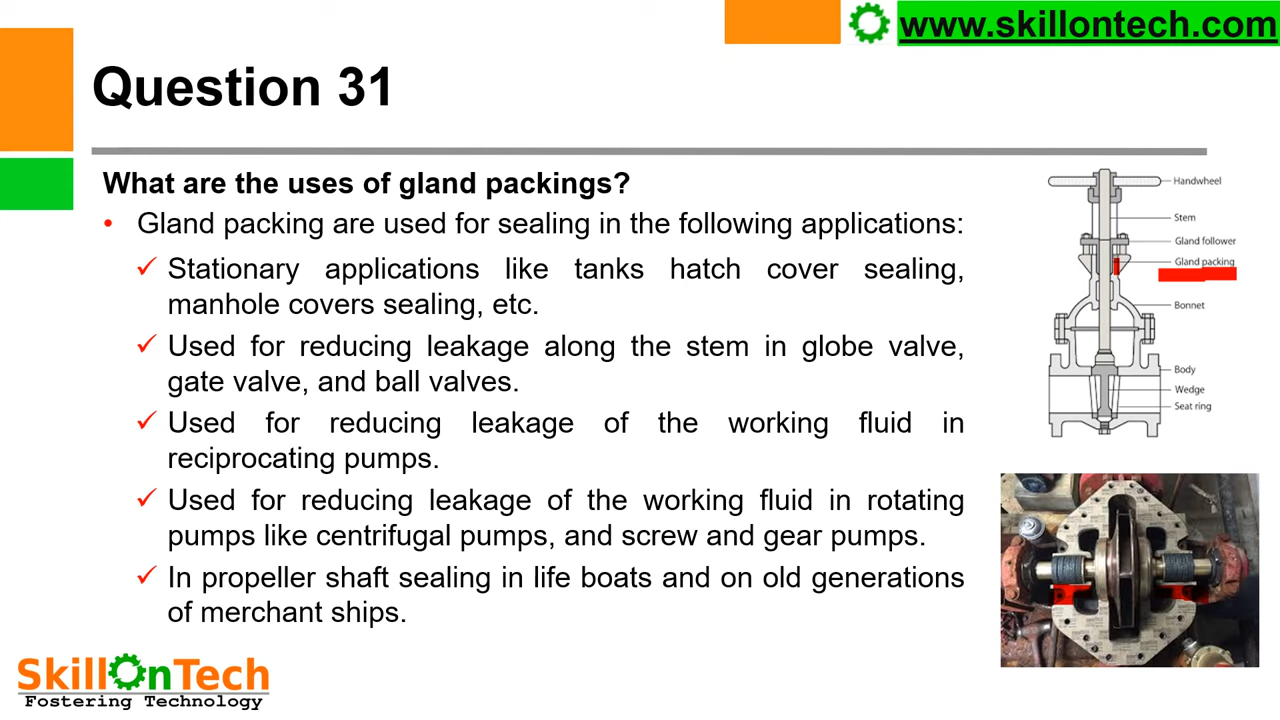 www.skillontech.com
Question 31
What are the uses of gland packings?
• Gland packing are used for sealing in the following applications:
✓ Stationary applications like tanks hatch cover sealing,
manhole covers sealing, etc.
✓ Used for reducing leakage along the stem in globe valve,
gate valve, and ball valves.
✓ Used for reducing leakage of the working fluid in
reciprocating pumps.
✓ Used for reducing leakage of the working fluid in rotating
pumps like centrifugal pumps, and screw and gear pumps.
✓ In propeller shaft sealing in life boats and on old generations
of merchant ships.
Handwheel
Stem
Gland follower
Gland packing
Bonnet
Body
Wedge
Seat ring
SkillOnTech
Fostering Technology